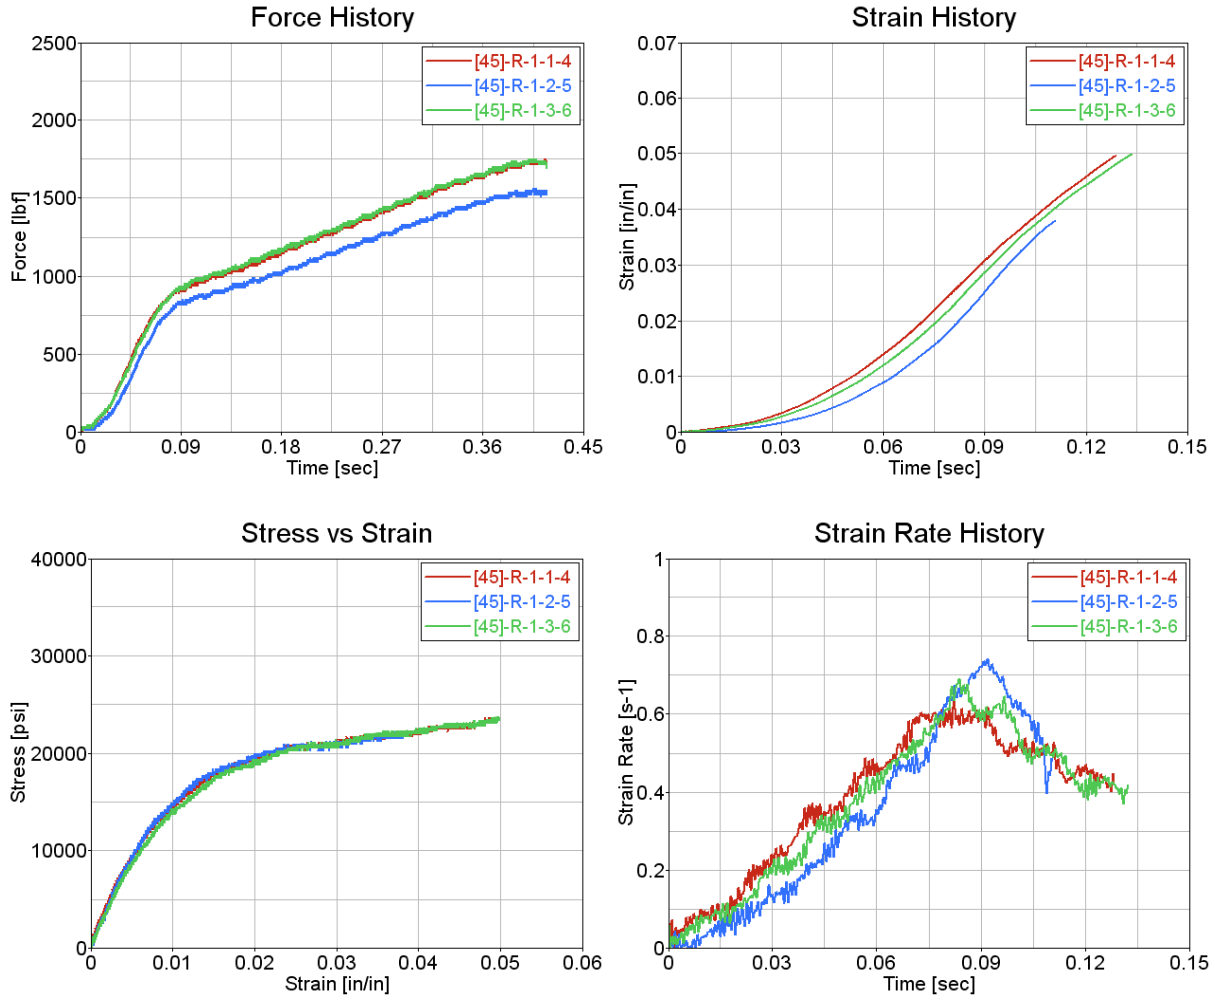 Force History
2500
2000
1500
1000
500
0
Force [lbf]
[45]-R-1-1-4
[45]-R-1-2-5
[45]-R-1-3-6
0 0.09 0.18 0.27 0.36 0.45
Time [sec]
Strain History
0.07
0.06
0.05
0.04
0.03
0.02
0.01
0
Strain [in/in]
[45]-R-1-1-4
[45]-R-1-2-5
[45]-R-1-3-6
0 0.03 0.06 0.09 0.12 0.15
Time [sec]
Stress vs Strain
40000
30000
20000
10000
0
Stress [psi]
[45]-R-1-1-4
[45]-R-1-2-5
[45]-R-1-3-6
0 0.01 0.02 0.03 0.04 0.05 0.06
Strain [in/in]
Strain Rate History
1
0.8
0.6
0.4
0.2
0
Strain Rate [s-1]
[45]-R-1-1-4
[45]-R-1-2-5
[45]-R-1-3-6
0 0.03 0.06 0.09 0.12 0.15
Time [sec]